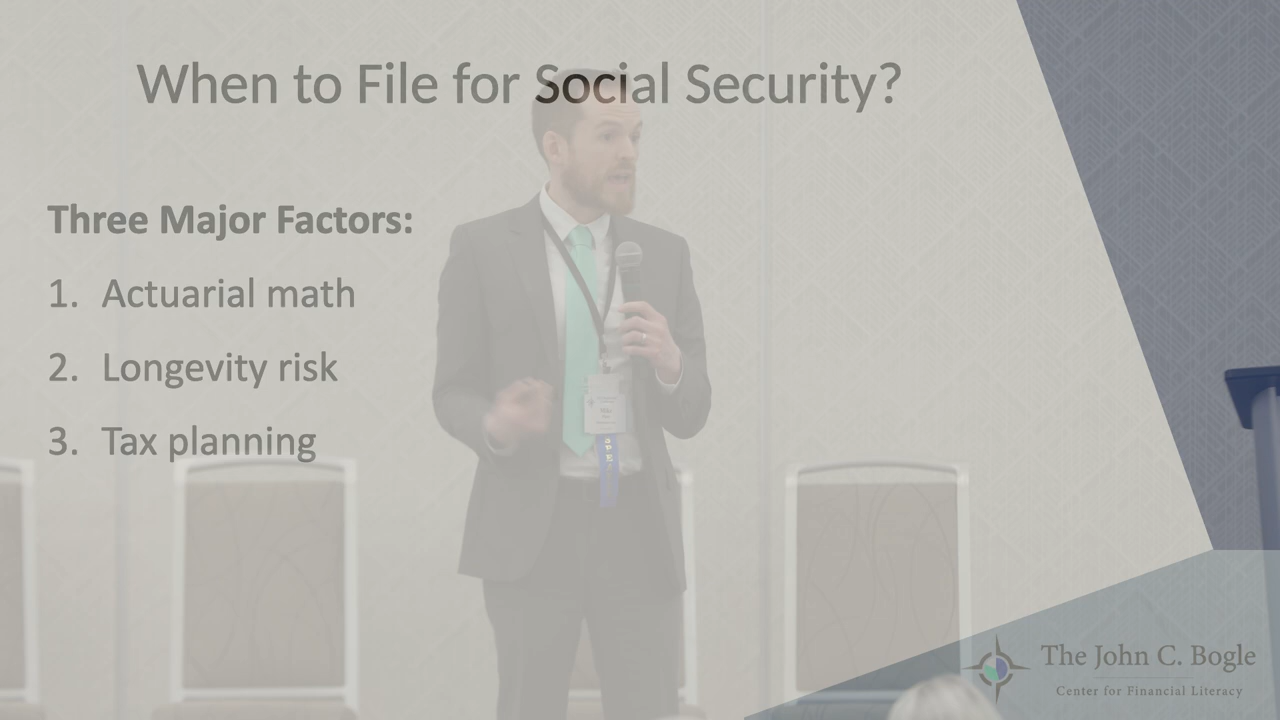 When to File for Social Security?
Three Major Factors:
1. Actuarial math
2. Longevity risk
3. Tax planning
The John C. Bogle
Center for Financial Literacy